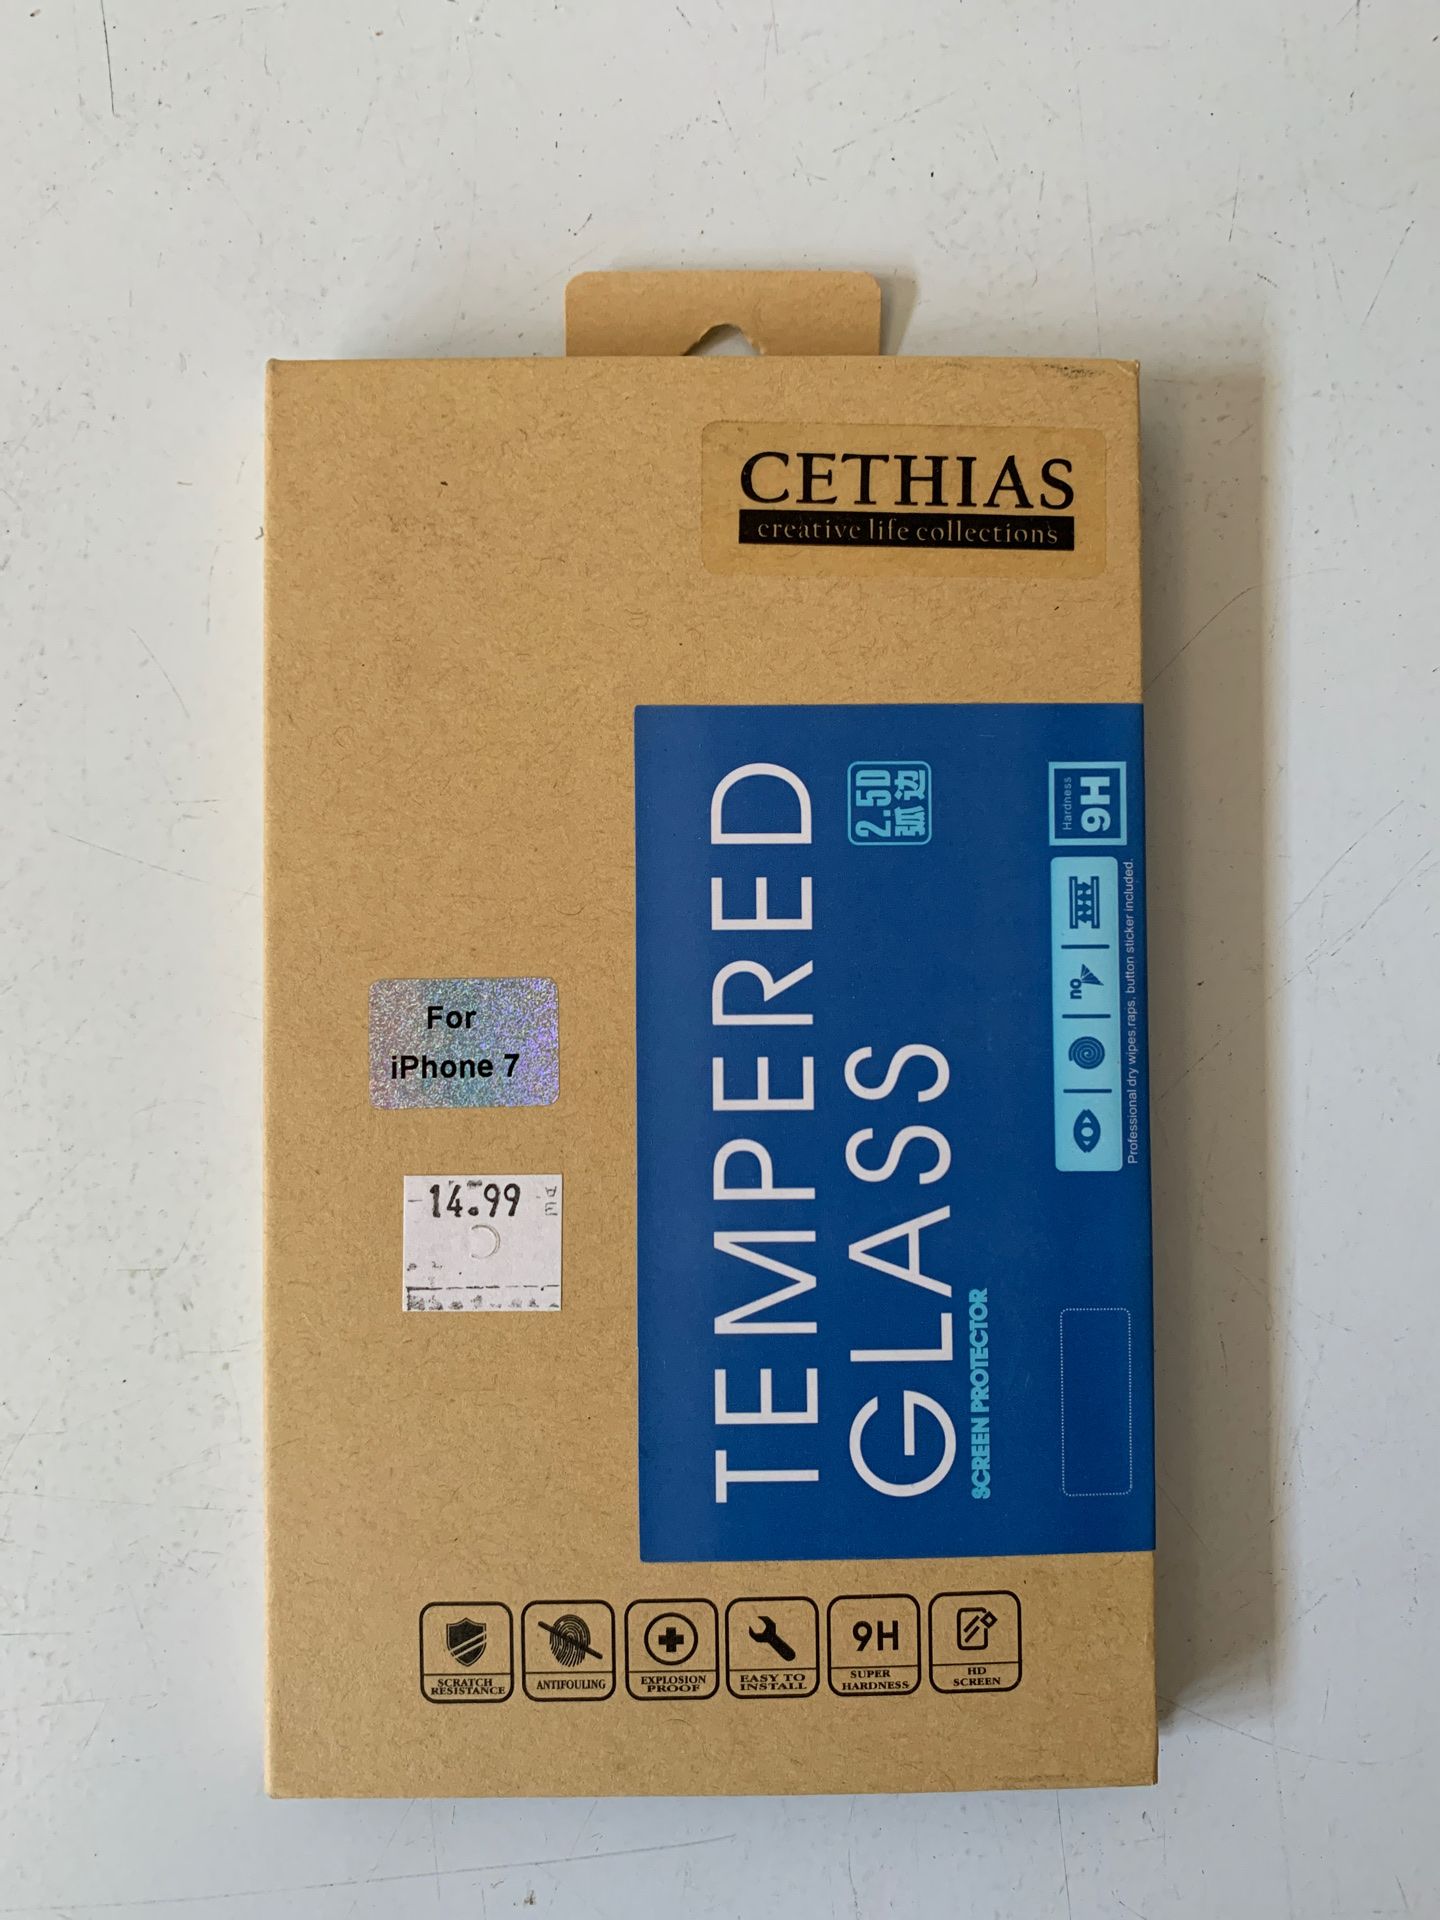 CETHIAS
creative life collections
For
iPhone 7
14.99
TEMPERED
GLASS
SCREEN PROTECTOR
2.5D
弧边
Hardness
9H
no
Professional dry wipes,raps, button sticker included.
SCRATCH
RESISTANCE
ANTIFOULING
EXPLOSION
PROOF
EASY TO
INSTALL
9H
SUPER
HARDNESS
HD
SCREEN